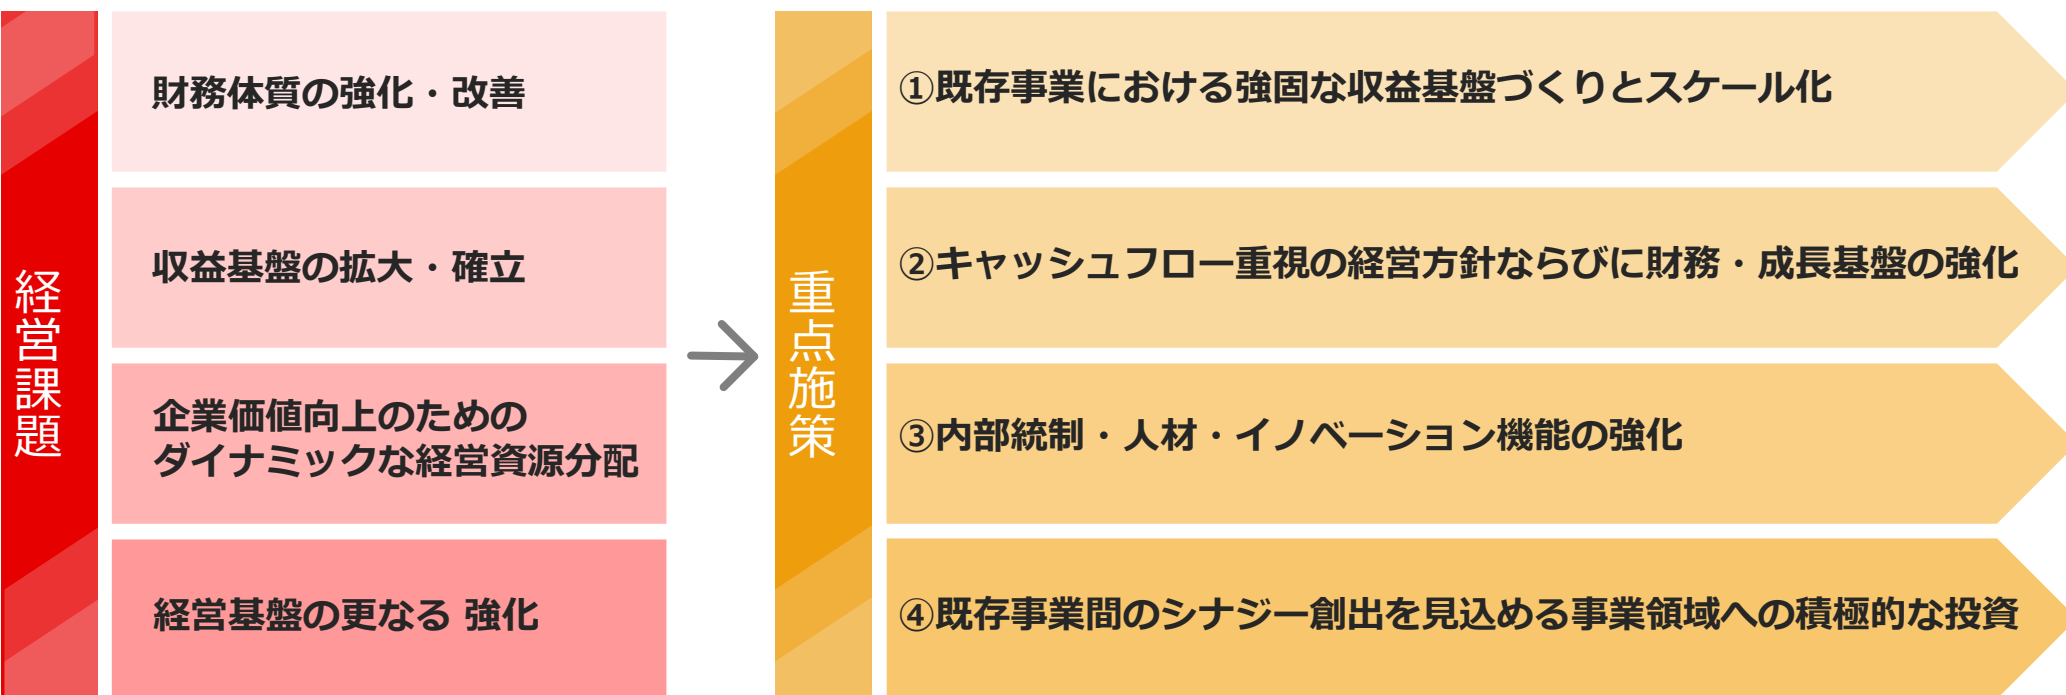 経営課題
財務体質の強化・改善
収益基盤の拡大・確立
企業価値向上のための
ダイナミックな経営資源分配
経営基盤の更なる 強化
重点施策
①既存事業における強固な収益基盤づくりとスケール化
②キャッシュフロー重視の経営方針ならびに財務・成長基盤の強化
③内部統制・人材・イノベーション機能の強化
④既存事業間のシナジー創出を見込める事業領域への積極的な投資